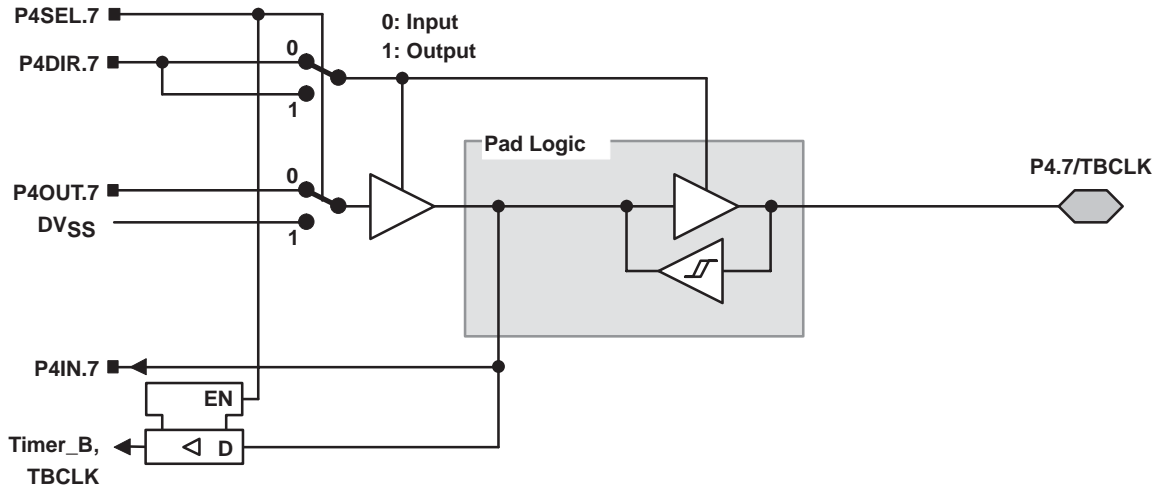 P4SEL.7
0: Input
1: Output
P4DIR.7
0
1
Pad Logic
P4.7/TBCLK
P4OUT.7
0
DVSS
1
P4IN.7
EN
Timer_B,
TBCLK
D